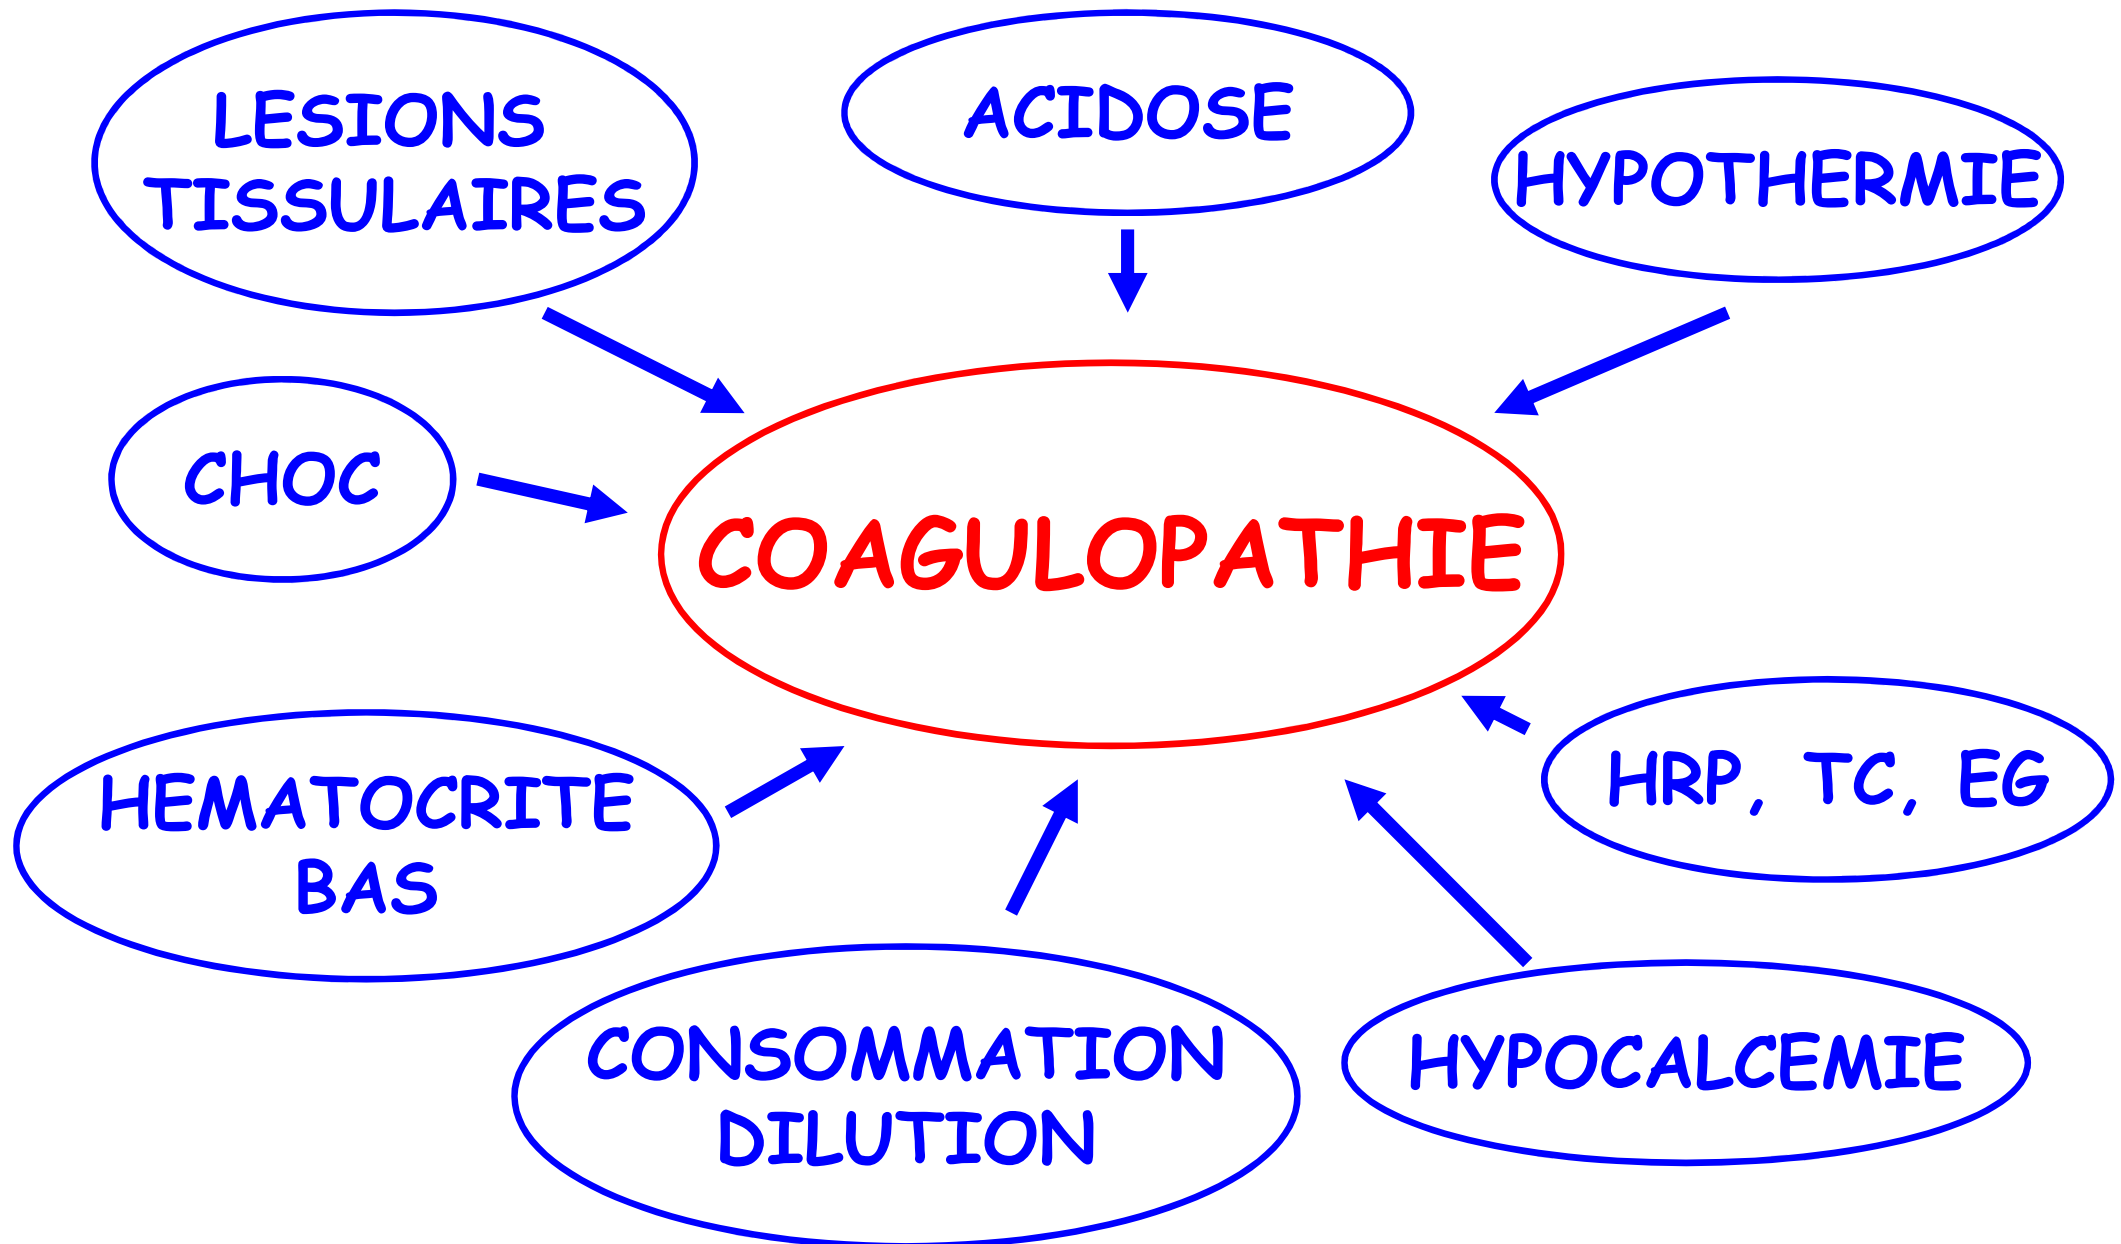 LESIONS
TISSULAIRES
ACIDOSE
HYPOTHERMIE
CHOC
COAGULOPATHIE
HEMATOCRITE
BAS
HRP, TC, EG
CONSOMMATION
DILUTION
HYPOCALCEMIE